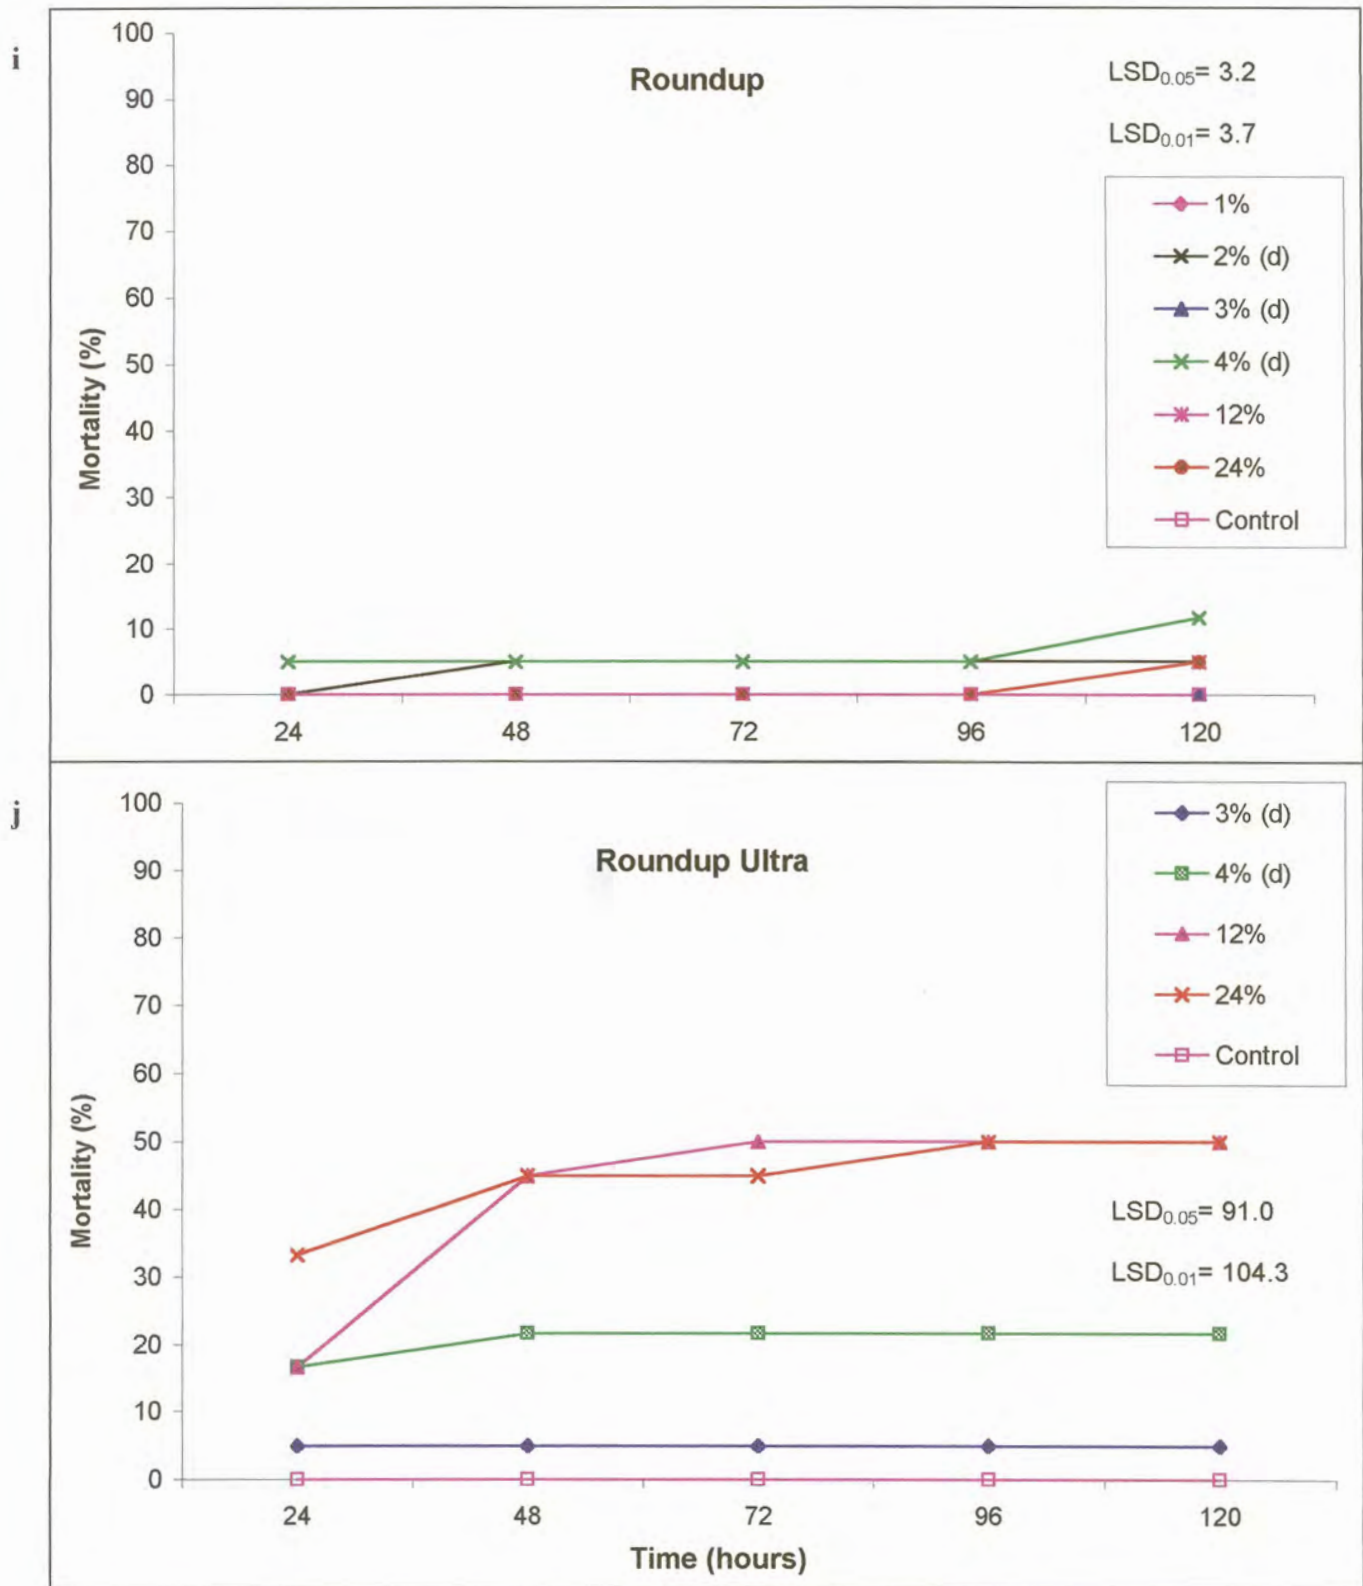 i
Roundup
LSD0.05= 3.2
LSD0.01= 3.7
100
90
80
70
60
50
40
30
20
10
0
Mortality (%)
1%
2% (d)
3% (d)
4% (d)
12%
24%
Control
24 48 72 96 120
j
Roundup Ultra
100
90
80
70
60
50
40
30
20
10
0
Mortality (%)
3% (d)
4% (d)
12%
24%
Control
LSD0.05= 91.0
LSD0.01= 104.3
24 48 72 96 120
Time (hours)